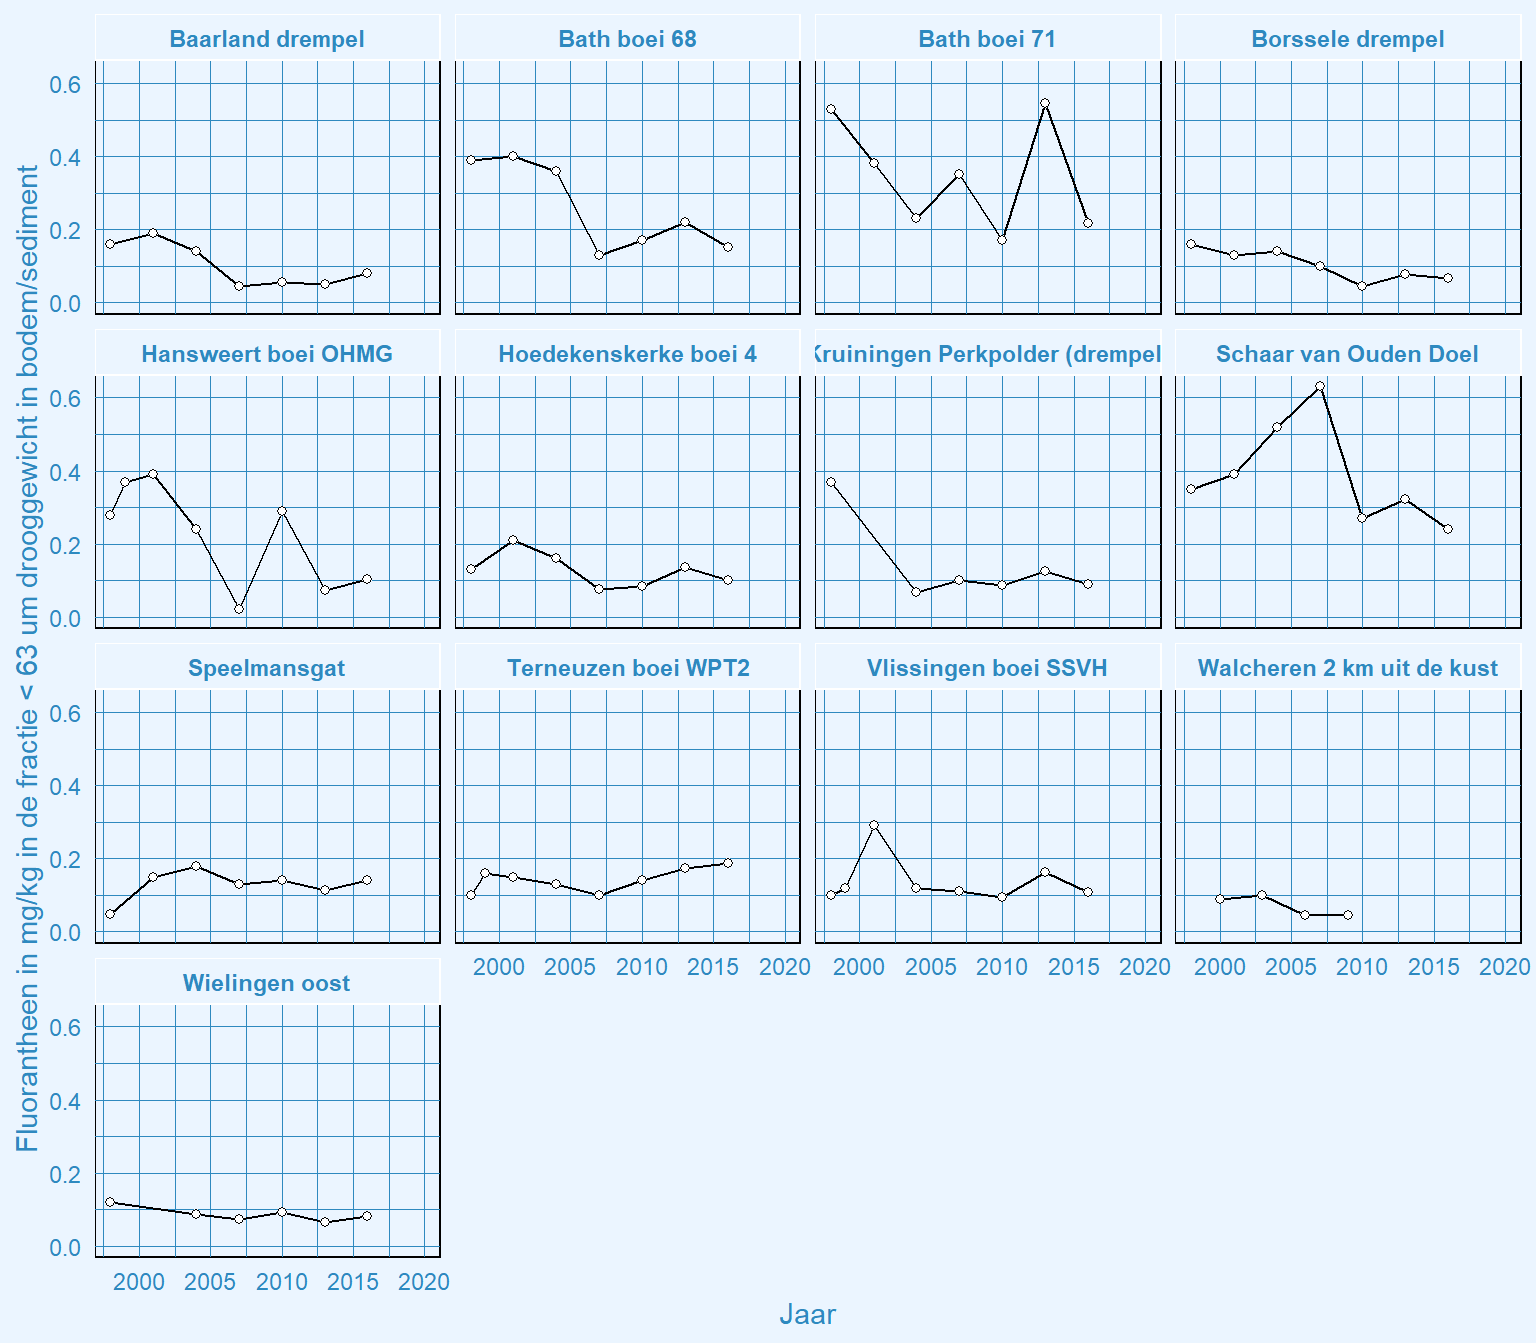 Fluorantheen in mg/kg in de fractie < 63 um drooggewicht in bodem/sediment
Baarland drempel
Bath boei 68
Bath boei 71
Borssele drempel
0.6
0.4
0.2
0.0
Hansweert boei OHMG
Hoedekenskerke boei 4
Kruiningen Perkpolder (drempel
Schaar van Ouden Doel
0.6
0.4
0.2
0.0
Speelmansgat
Terneuzen boei WPT2
Vlissingen boei SSVH
Walcheren 2 km uit de kust
0.6
0.4
0.2
0.0
2000 2005 2010 2015 2020
2000 2005 2010 2015 2020
2000 2005 2010 2015 2020
Wielingen oost
0.6
0.4
0.2
0.0
2000 2005 2010 2015 2020
Jaar